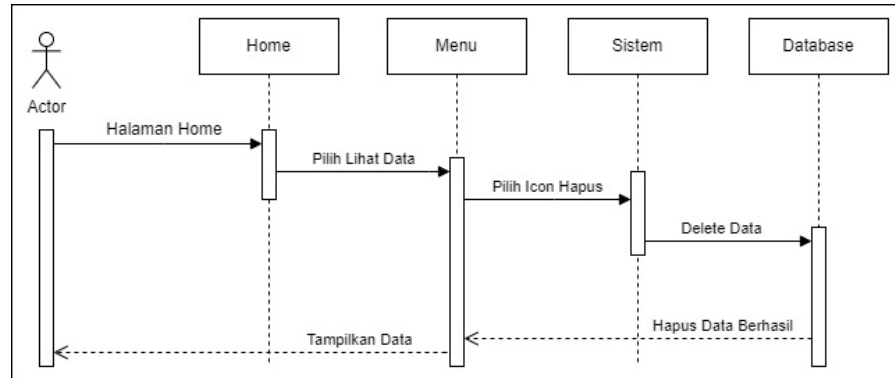 Home
Menu
Sistem
Database
Actor
Halaman Home
Pilih Lihat Data
Pilih Icon Hapus
Delete Data
Hapus Data Berhasil
Tampilkan Data